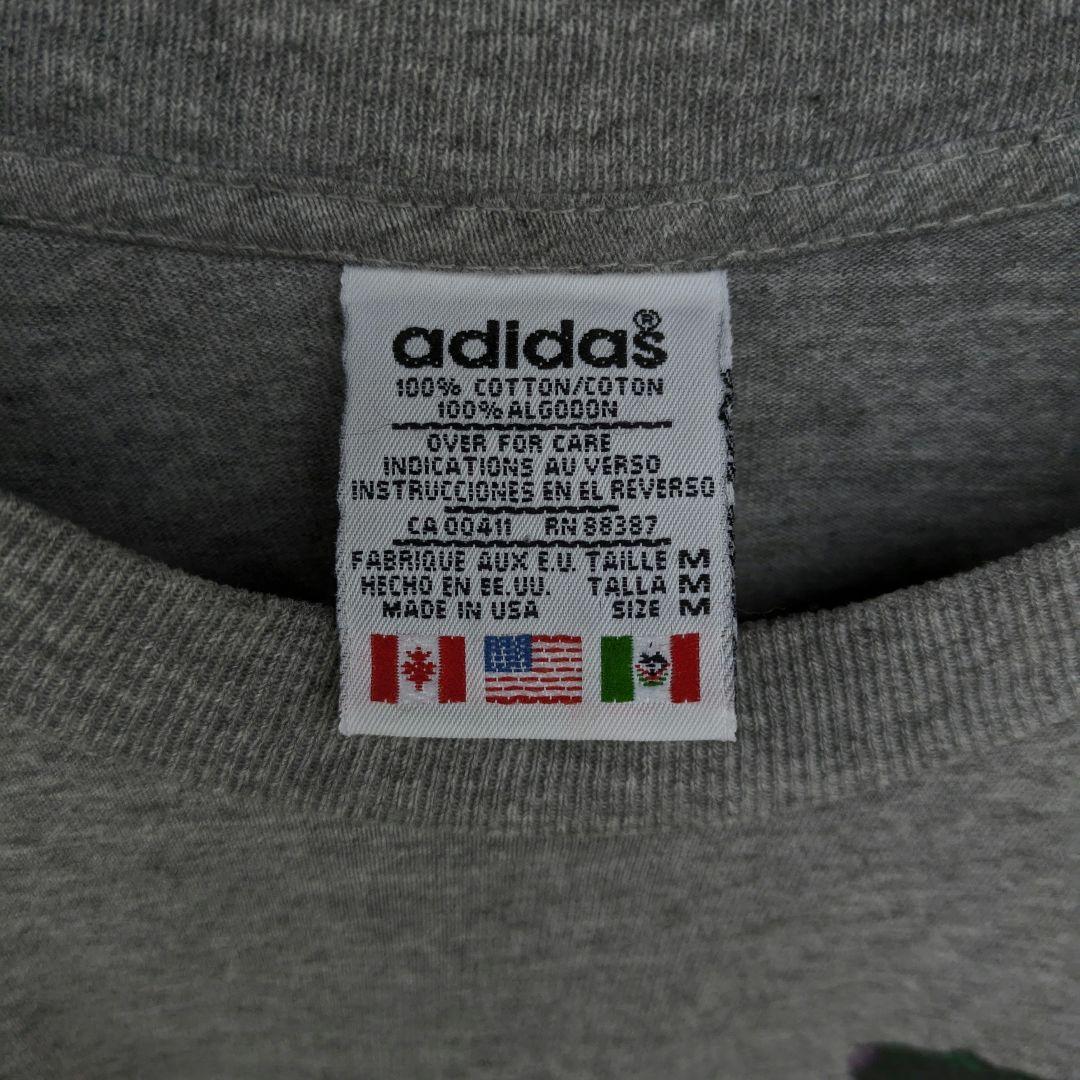 adidas®
100% COTTON/COTON
100% ALGODON
OVER FOR CARE
INDICATIONS AU VERSO
INSTRUCCIONES EN EL REVERSO
CA 00411 RN 88387
FABRIQUE AUX E.U. TAILLE M
HECHO EN EE.UU. TALLA M
MADE IN USA SIZE M